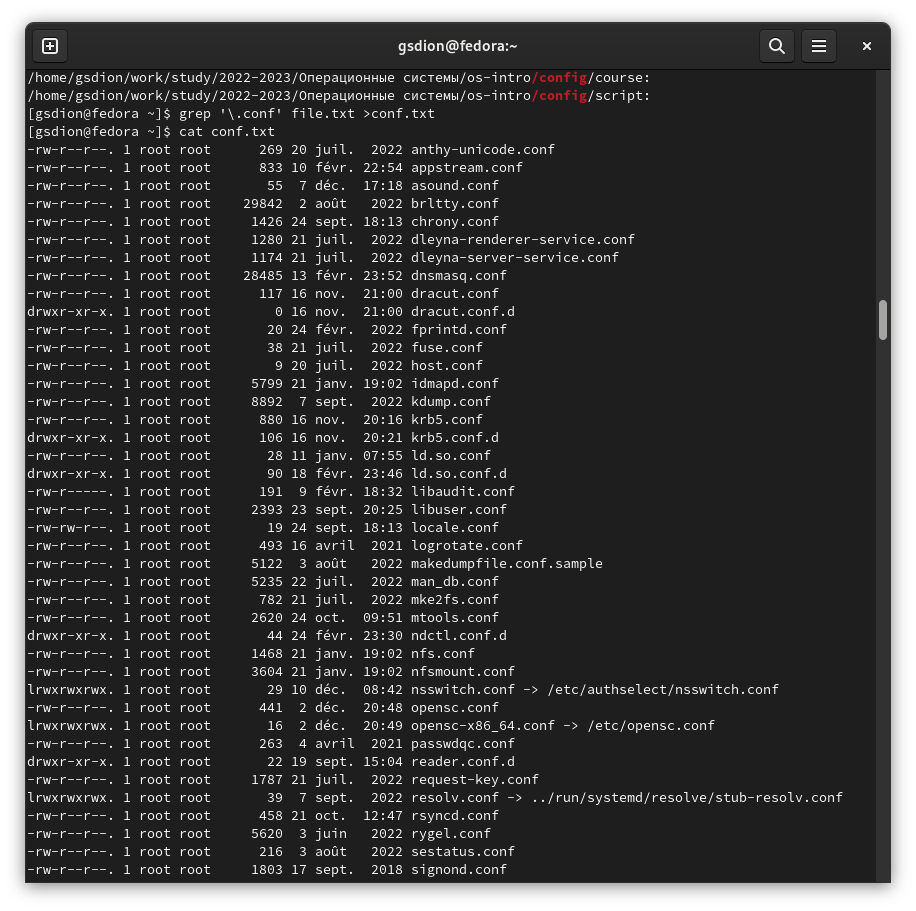 gsdion@fedora:~
/home/gsdion/work/study/2022-2023/Операционные системы/os-intro/config/course:
/home/gsdion/work/study/2022-2023/Операционные системы/os-intro/config/script:
[gsdion@fedora ~]$ grep '\.conf' file.txt >conf.txt
[gsdion@fedora ~]$ cat conf.txt
-rw-r--r--. 1 root root      269 20 juil.  2022 anthy-unicode.conf
-rw-r--r--. 1 root root      833 10 févr. 22:54 appstream.conf
-rw-r--r--. 1 root root       55  7 déc.  17:18 asound.conf
-rw-r--r--. 1 root root    29842  2 août   2022 brltty.conf
-rw-r--r--. 1 root root     1426 24 sept. 18:13 chrony.conf
-rw-r--r--. 1 root root     1280 21 juil.  2022 dleyna-renderer-service.conf
-rw-r--r--. 1 root root     1174 21 juil.  2022 dleyna-server-service.conf
-rw-r--r--. 1 root root    28485 13 févr. 23:52 dnsmasq.conf
-rw-r--r--. 1 root root      117 16 nov.  21:00 dracut.conf
drwxr-xr-x. 1 root root        0 16 nov.  21:00 dracut.conf.d
-rw-r--r--. 1 root root       20 24 févr.  2022 fprintd.conf
-rw-r--r--. 1 root root       38 21 juil.  2022 fuse.conf
-rw-r--r--. 1 root root        9 20 juil.  2022 host.conf
-rw-r--r--. 1 root root     5799 21 janv. 19:02 idmapd.conf
-rw-r--r--. 1 root root     8892  7 sept.  2022 kdump.conf
-rw-r--r--. 1 root root      880 16 nov.  20:16 krb5.conf
drwxr-xr-x. 1 root root      106 16 nov.  20:21 krb5.conf.d
-rw-r--r--. 1 root root       28 11 janv. 07:55 ld.so.conf
drwxr-xr-x. 1 root root       90 18 févr. 23:46 ld.so.conf.d
-rw-r-----. 1 root root      191  9 févr. 18:32 libaudit.conf
-rw-r--r--. 1 root root     2393 23 sept. 20:25 libuser.conf
-rw-rw-r--. 1 root root       19 24 sept. 18:13 locale.conf
-rw-r--r--. 1 root root      493 16 avril  2021 logrotate.conf
-rw-r--r--. 1 root root     5122  3 août   2022 makedumpfile.conf.sample
-rw-r--r--. 1 root root     5235 22 juil.  2022 man_db.conf
-rw-r--r--. 1 root root      782 21 juil.  2022 mke2fs.conf
-rw-r--r--. 1 root root     2620 24 oct.  09:51 mtools.conf
drwxr-xr-x. 1 root root       44 24 févr. 23:30 ndctl.conf.d
-rw-r--r--. 1 root root     1468 21 janv. 19:02 nfs.conf
-rw-r--r--. 1 root root     3604 21 janv. 19:02 nfsmount.conf
lrwxrwxrwx. 1 root root       29 10 déc.  08:42 nsswitch.conf -> /etc/authselect/nsswitch.conf
-rw-r--r--. 1 root root      441  2 déc.  20:48 opensc.conf
lrwxrwxrwx. 1 root root       16  2 déc.  20:49 opensc-x86_64.conf -> /etc/opensc.conf
-rw-r--r--. 1 root root      263  4 avril  2021 passwdqc.conf
drwxr-xr-x. 1 root root       22 19 sept. 15:04 reader.conf.d
-rw-r--r--. 1 root root     1787 21 juil.  2022 request-key.conf
lrwxrwxrwx. 1 root root       39  7 sept.  2022 resolv.conf -> ../run/systemd/resolve/stub-resolv.conf
-rw-r--r--. 1 root root      458 21 oct.  12:47 rsyncd.conf
-rw-r--r--. 1 root root     5620  3 juin   2022 rygel.conf
-rw-r--r--. 1 root root      216  3 août   2022 sestatus.conf
-rw-r--r--. 1 root root     1803 17 sept.  2018 signond.conf